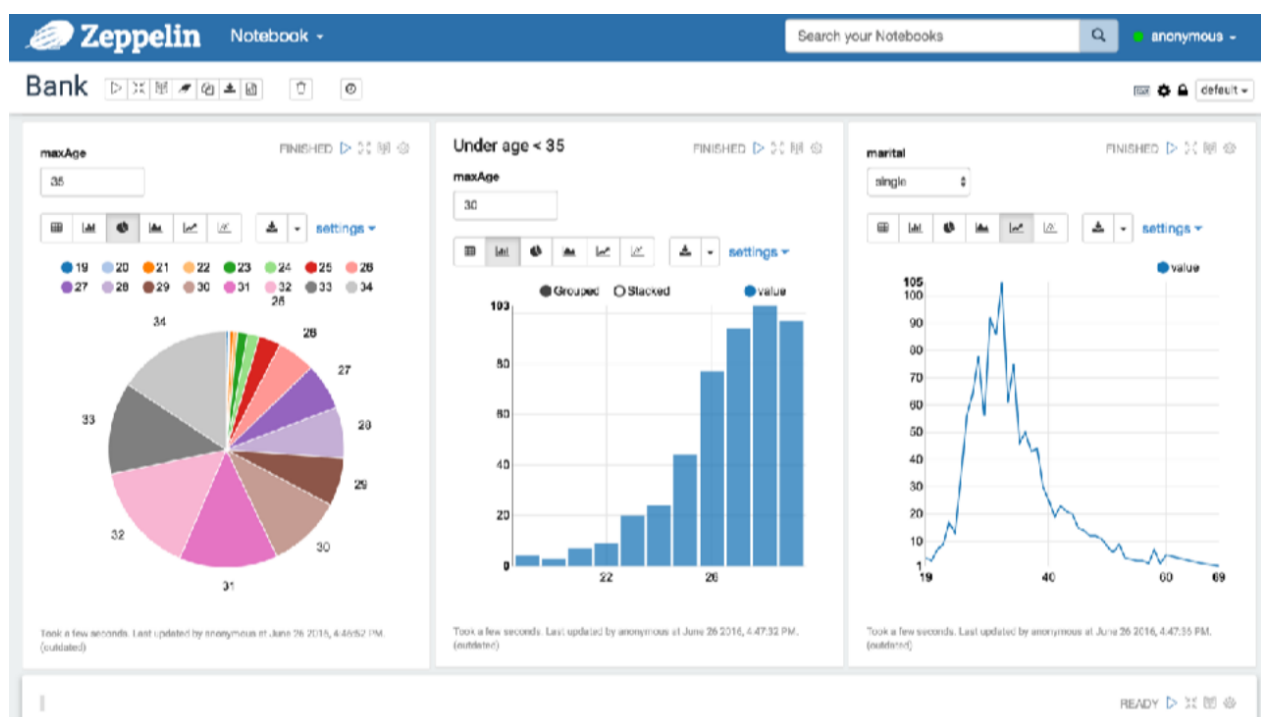 Zeppelin Notebook Search your Notebooks anonymous
Bank default
maxAge FINISHED
35
settings
19 20 21 22 23 24 25 26
27 28 29 30 31 32 33 34
25
34
26
27
33
28
29
32
30
31
Took a few seconds. Last updated by anonymous at June 26 2016, 4:46:52 PM.
(outdated)
Under age < 35 FINISHED
maxAge
30
settings
Grouped Stacked value
103
80
60
40
20
0
22 26
Took a few seconds. Last updated by anonymous at June 26 2016, 4:47:32 PM.
(outdated)
marital FINISHED
single
settings
value
105
100
90
80
70
60
50
40
30
20
10
1
19 40 60 69
Took a few seconds. Last updated by anonymous at June 26 2016, 4:47:35 PM.
(outdated)
READY